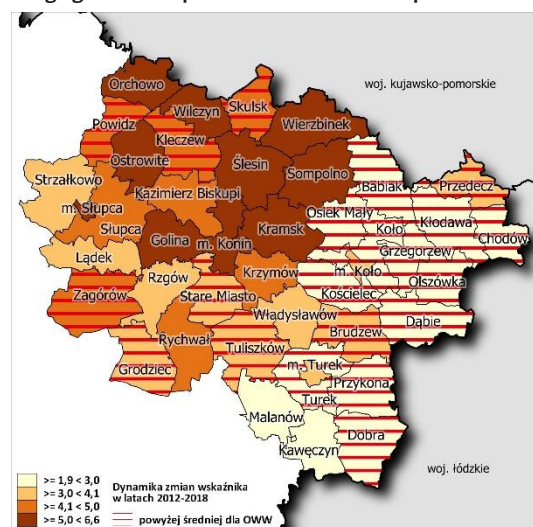 Orchowo
woj. kujawsko-pomorskie
Wilczyn
Skulsk
Powidz
Wierzbinek
Kleczew
Ostrowite
Ślesin
Sompolno
Strzałkowo
Babiak
Przedecz
Kazimierz Biskupi
m. Słupca
Osiek Mały
Kłodawa
Słupca
Koło
Chodów
Golina
m. Konin
Kramsk
Grzegorzew
Lądek
m. Koło
Olszówka
Rzgów
Krzymów
Zagórów
Stare Miasto
Kościelec
Władysławów
Dąbie
Rychwał
Brudzew
Tuliszków
Grodziec
m. Turek
Przykona
Turek
Malanów
Dobra
Kawęczyn
woj. łódzkie
>= 1,9 < 3,0
>= 3,0 < 4,1
>= 4,1 < 5,0
>= 5,0 < 6,6
Dynamika zmian wskaźnika
w latach 2012-2018
powyżej średniej dla OWW